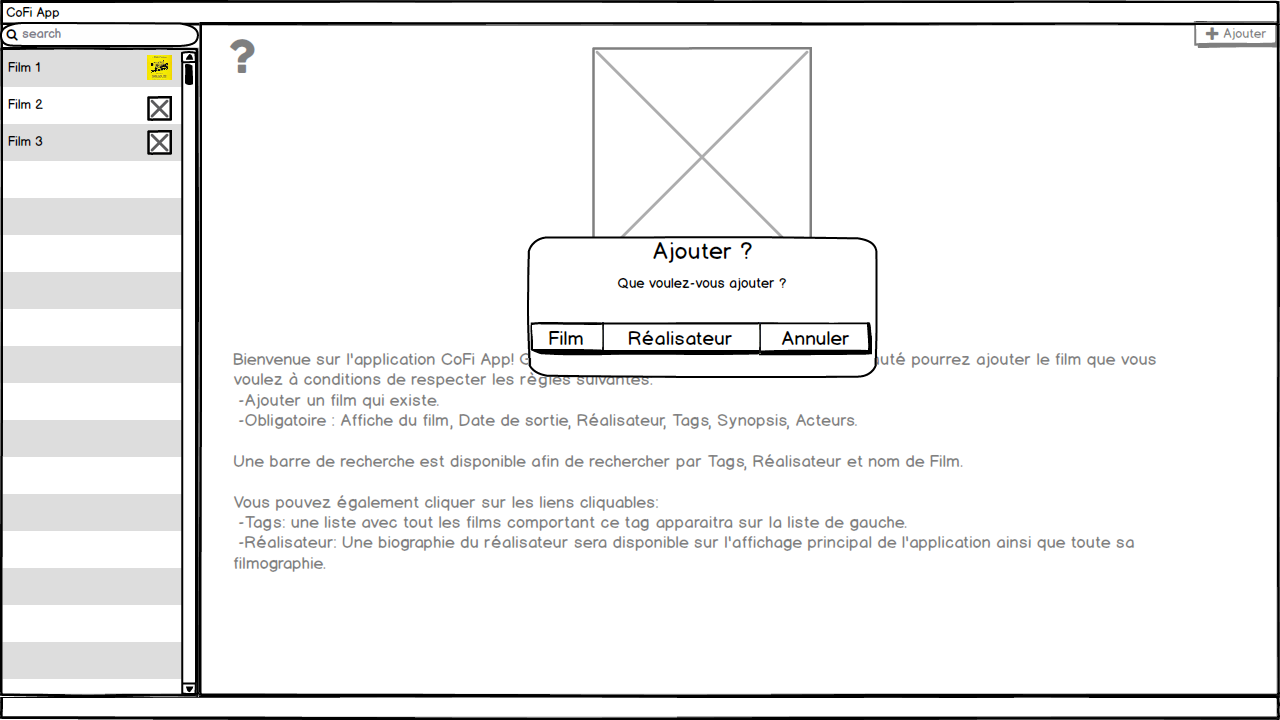 CoFi App
search
Film 1
Film 2
Film 3
?
Ajouter
Ajouter ?
Que voulez-vous ajouter ?
Film Réalisateur Annuler
Bienvenue sur l'application CoFi App! pourrez ajouter le film que vous
voulez à conditions de respecter les règles suivantes:
-Ajouter un film qui existe.
-Obligatoire : Affiche du film, Date de sortie, Réalisateur, Tags, Synopsis, Acteurs.
Une barre de recherche est disponible afin de rechercher par Tags, Réalisateur et nom de Film.
Vous pouvez également cliquer sur les liens cliquables:
-Tags: une liste avec tout les films comportant ce tag apparaitra sur la liste de gauche.
-Réalisateur: Une biographie du réalisateur sera disponible sur l'affichage principal de l'application ainsi que toute sa
filmographie.